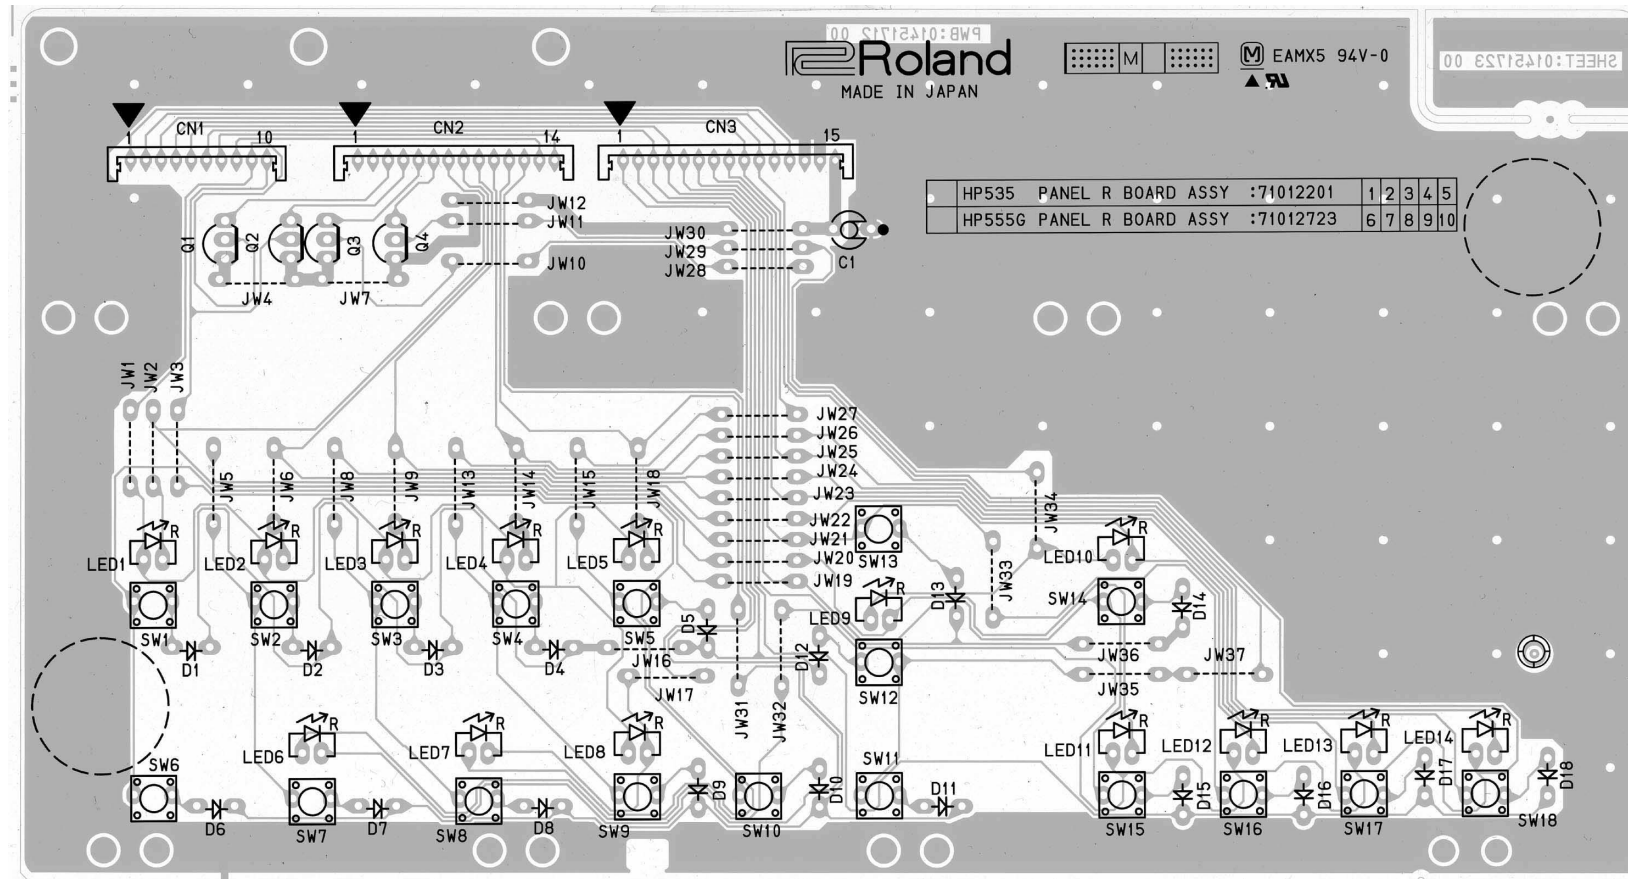 PWB:01451712 00
Roland
MADE IN JAPAN
M
M EAMX5 94V-0
SHEET:01451723 00
1 CN1 10
1 CN2 14
1 CN3 15
HP535 PANEL R BOARD ASSY :71012201 1 2 3 4 5
HP555G PANEL R BOARD ASSY :71012723 6 7 8 9 10
JW12
JW11
Q1 Q2 Q3 Q4
JW30
JW29
JW28
JW10
C1
JW4 JW7
JW1 JW2 JW3
JW27
JW26
JW25
JW24
JW23
JW22
JW21
JW20
JW19
JW5 JW6 JW8 JW9 JW13 JW14 JW15 JW18
JW34
R R R R R
LED1 LED2 LED3 LED4 LED5
SW13
R
LED10
JW33
R
LED9
D13
SW14
D14
SW1 SW2 SW3 SW4 SW5
D5
D1 D2 D3 D4
JW16
D12
JW36 JW37
JW17
SW12
JW35
JW31 JW32
R R R
LED6 LED7 LED8
R R R R
LED11 LED12 LED13 LED14
SW6
SW11
D9 D10 D11
D15 D16 D17 D18
D6 D7 D8
SW7 SW8 SW9 SW10
SW15 SW16 SW17 SW18